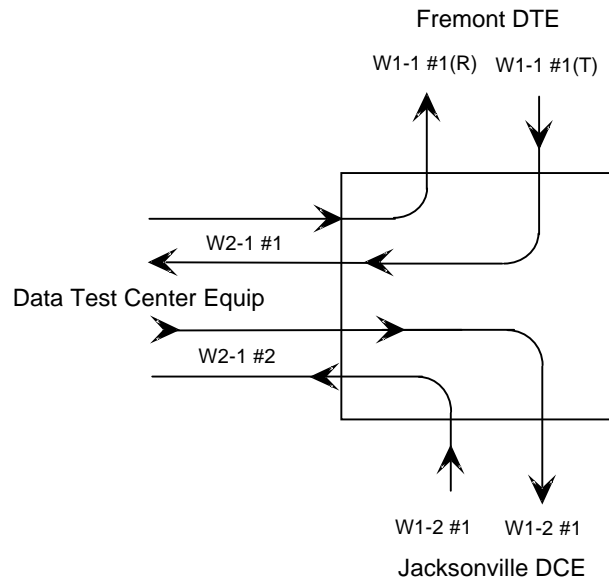 Fremont DTE
W1-1 #1(R) W1-1 #1(T)
W2-1 #1
Data Test Center Equip
W2-1 #2
W1-2 #1 W1-2 #1
Jacksonville DCE